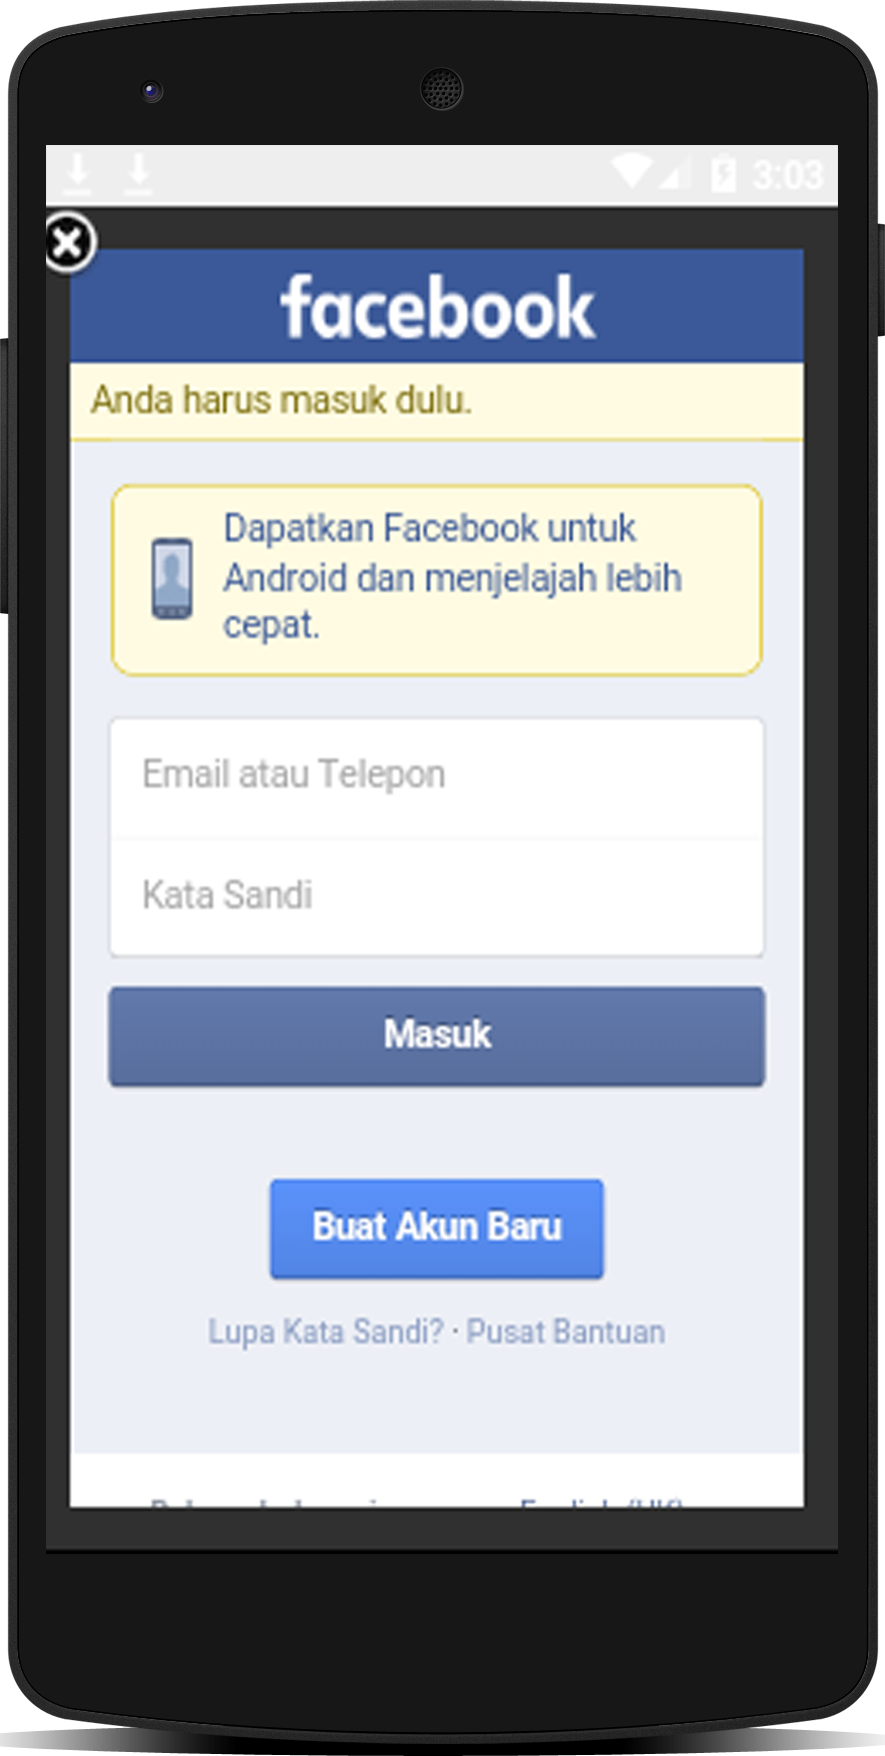 3:03
facebook
Anda harus masuk dulu.
Dapatkan Facebook untuk
Android dan menjelajah lebih
cepat.
Email atau Telepon
Kata Sandi
Masuk
Buat Akun Baru
Lupa Kata Sandi? · Pusat Bantuan